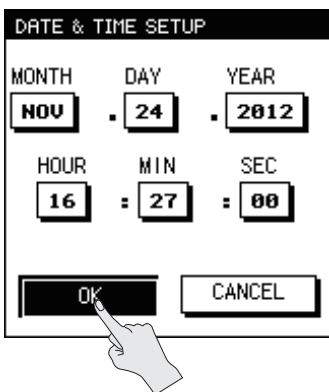 DATE & TIME SETUP
MONTH DAY YEAR
NOV . 24 . 2012
HOUR MIN SEC
16 : 27 : 00
OK CANCEL